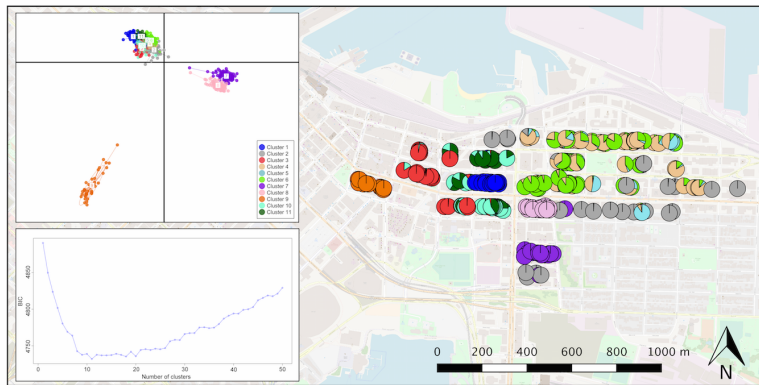 Cluster 1
Cluster 2
Cluster 3
Cluster 4
Cluster 5
Cluster 6
Cluster 7
Cluster 8
Cluster 9
Cluster 10
Cluster 11
BIC
4850
4800
4750
0
10
20
30
40
50
Number of clusters
0 200 400 600 800 1000 m
N